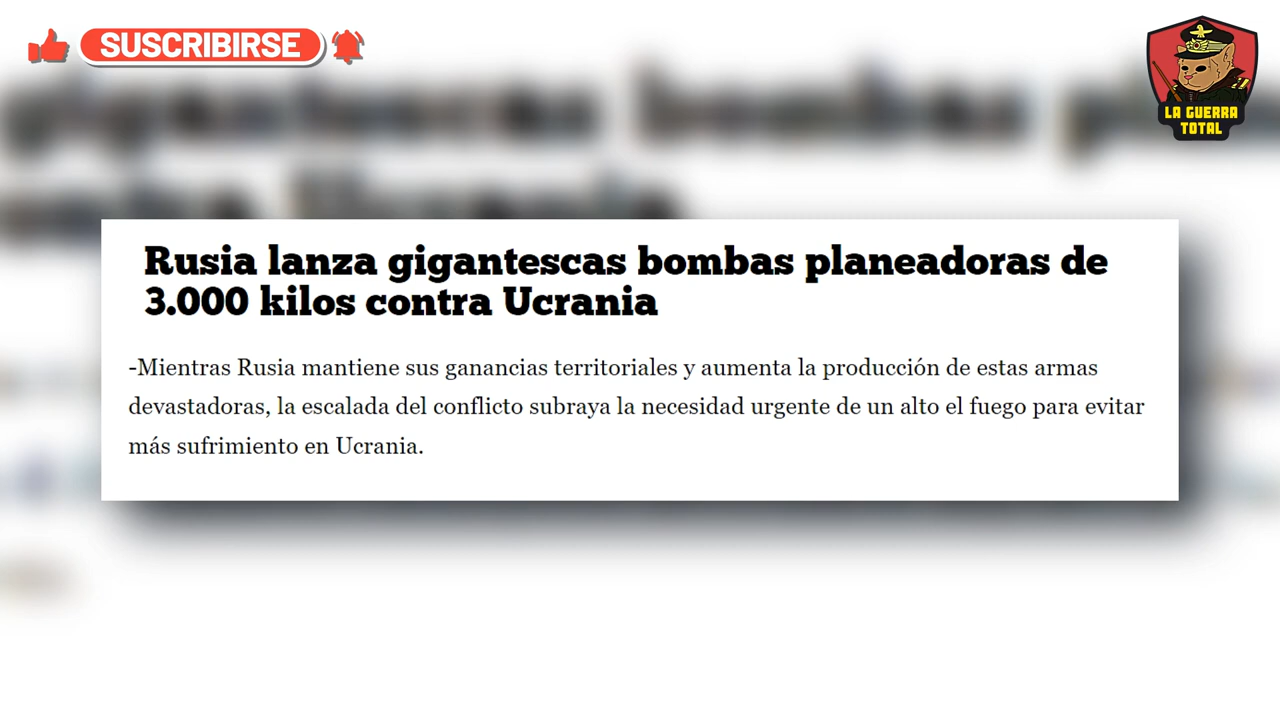 SUSCRIBIRSE
LA GUERRA
TOTAL
Rusia lanza gigantescas bombas planeadoras de
3.000 kilos contra Ucrania
-Mientras Rusia mantiene sus ganancias territoriales y aumenta la producción de estas armas
devastadoras, la escalada del conflicto subraya la necesidad urgente de un alto el fuego para evitar
más sufrimiento en Ucrania.